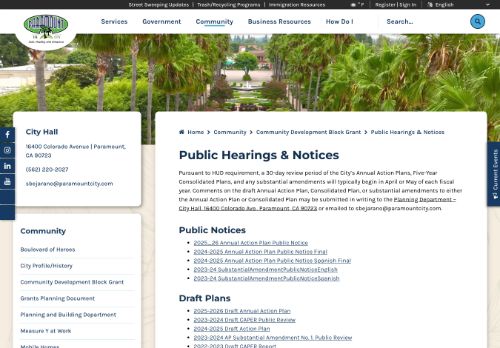 Street Sweeping Updates | Trash/Recycling Programs | Immigration Resources
° F | Register | Sign In
English
PARAMOUNT
Services
Government
Community
Business Resources
How Do I
Search...
City Hall
16400 Colorado Avenue | Paramount, CA 90723
(562) 220-2027
sbejarano@paramountcity.com
Community
Boulevard of Heroes
City Profile/History
Community Development Block Grant
Grants Planning Document
Planning and Building Department
Measure Y at Work
Mobile Homes
Home > Community > Community Development Block Grant > Public Hearings & Notices
Public Hearings & Notices
Pursuant to HUD requirement, a 30-day review period of the City's Annual Action Plans, Five-Year
Consolidated Plans, and any substantial amendments will typically begin in April or May of each fiscal
year. Comments on the draft Annual Action Plan, Consolidated Plan, or substantial amendments to either
the Annual Action Plan or Consolidated Plan may be submitted in writing to the Planning Department –
City Hall, 16400 Colorado Ave., Paramount, CA 90723 or emailed to sbejarano@paramountcity.com.
Public Notices
2025_26 Annual Action Plan Public Notice
2024-2025 Annual Action Plan Public Notice Final
2024-2025 Annual Action Plan Public Notice Spanish Final
2023-24 SubstantialAmendmentPublicNoticeEnglish
2023-24 SubstantialAmendmentPublicNoticeSpanish
Draft Plans
2025-2026 Draft Annual Action Plan
2023-2024 Draft CAPER Public Review
2024-2025 Draft Action Plan
2023-2024 AP Substantial Amendment No. 1. Public Review
2022-2023 Draft CAPER Report
Current Events